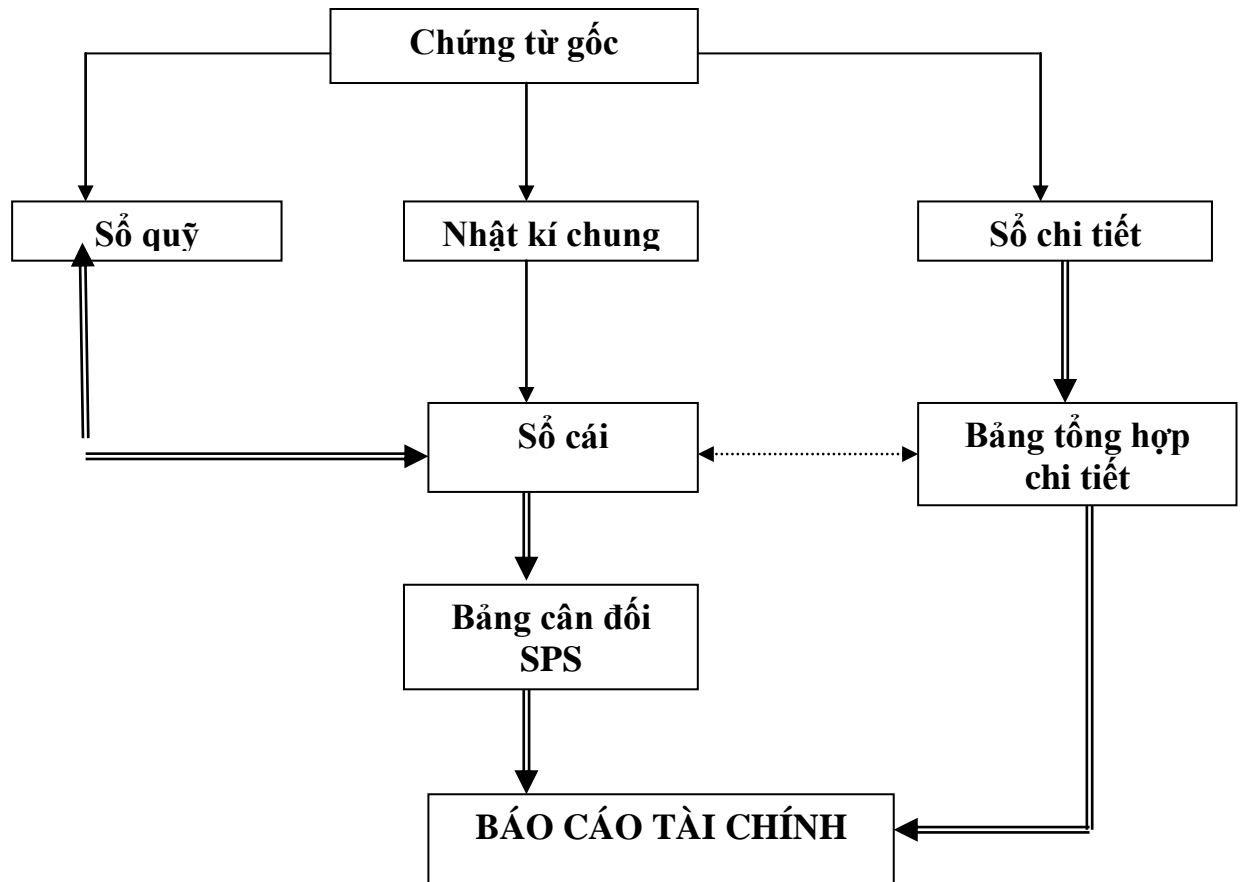 Chứng từ gốc
Sổ quỹ
Nhật kí chung
Sổ chi tiết
Sổ cái
Bảng tổng hợp
chi tiết
Bảng cân đối
SPS
BÁO CÁO TÀI CHÍNH